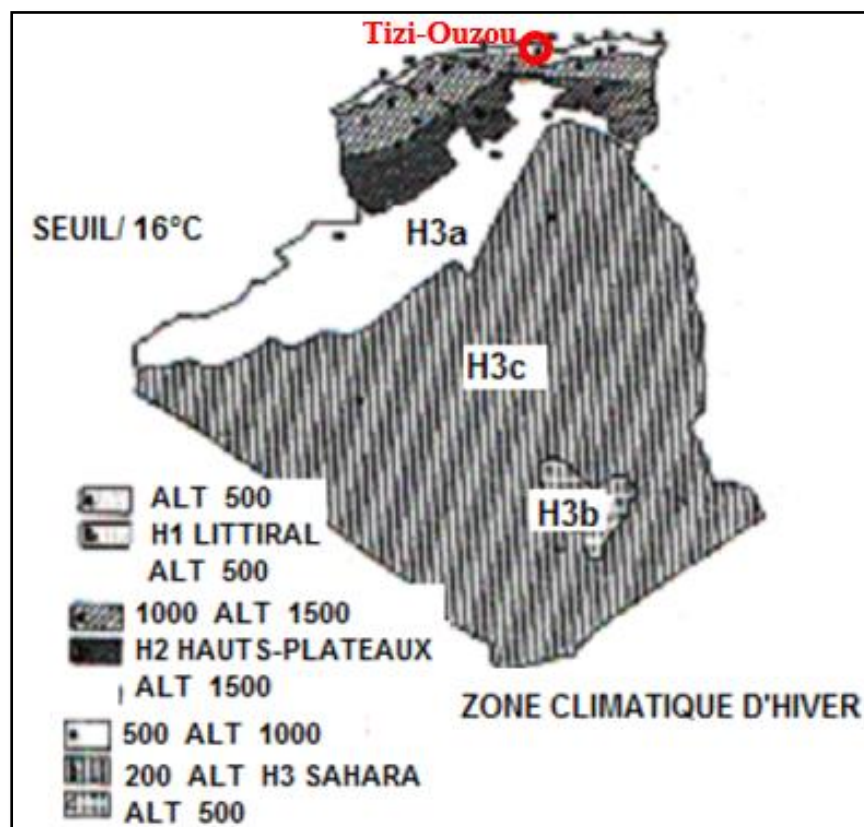 Tizi-Ouzou
SEUIL/ 16°C
H3a
H3c
H3b
ALT 500
H1 LITTIRAL
ALT 500
1000 ALT 1500
H2 HAUTS-PLATEAUX
ALT 1500
ZONE CLIMATIQUE D'HIVER
500 ALT 1000
200 ALT H3 SAHARA
ALT 500